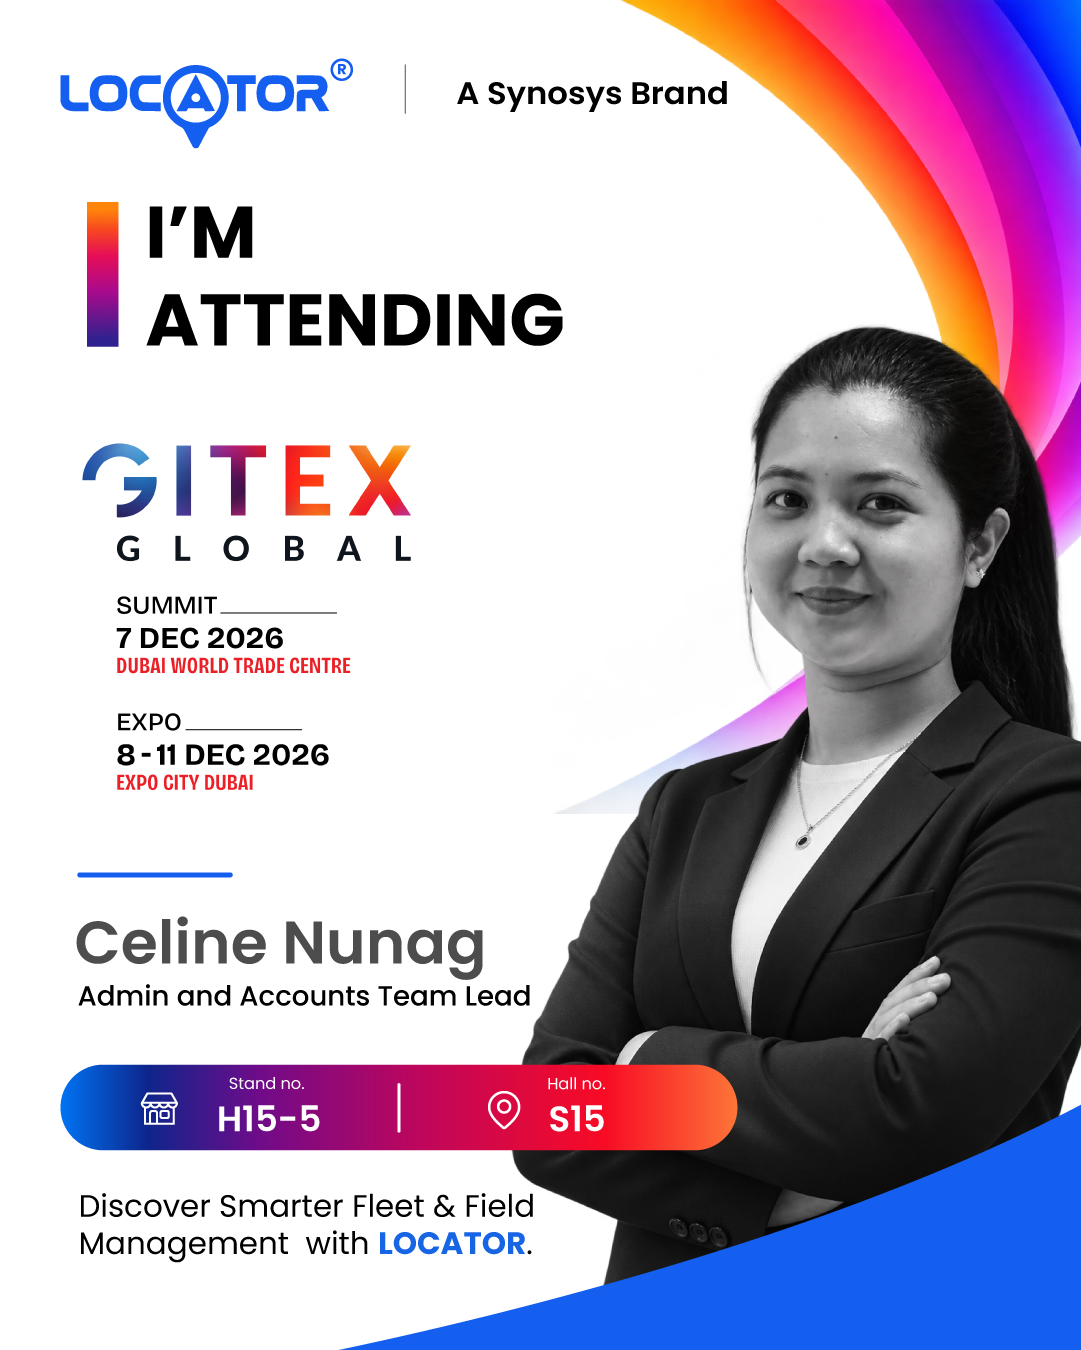 LOCATOR®
A Synosys Brand
I'M
ATTENDING
GITEX
GLOBAL
SUMMIT
7 DEC 2026
DUBAI WORLD TRADE CENTRE
EXPO
8-11 DEC 2026
EXPO CITY DUBAI
Celine Nunag
Admin and Accounts Team Lead
Stand no.
H15-5
Hall no.
S15
Discover Smarter Fleet & Field
Management with LOCATOR.